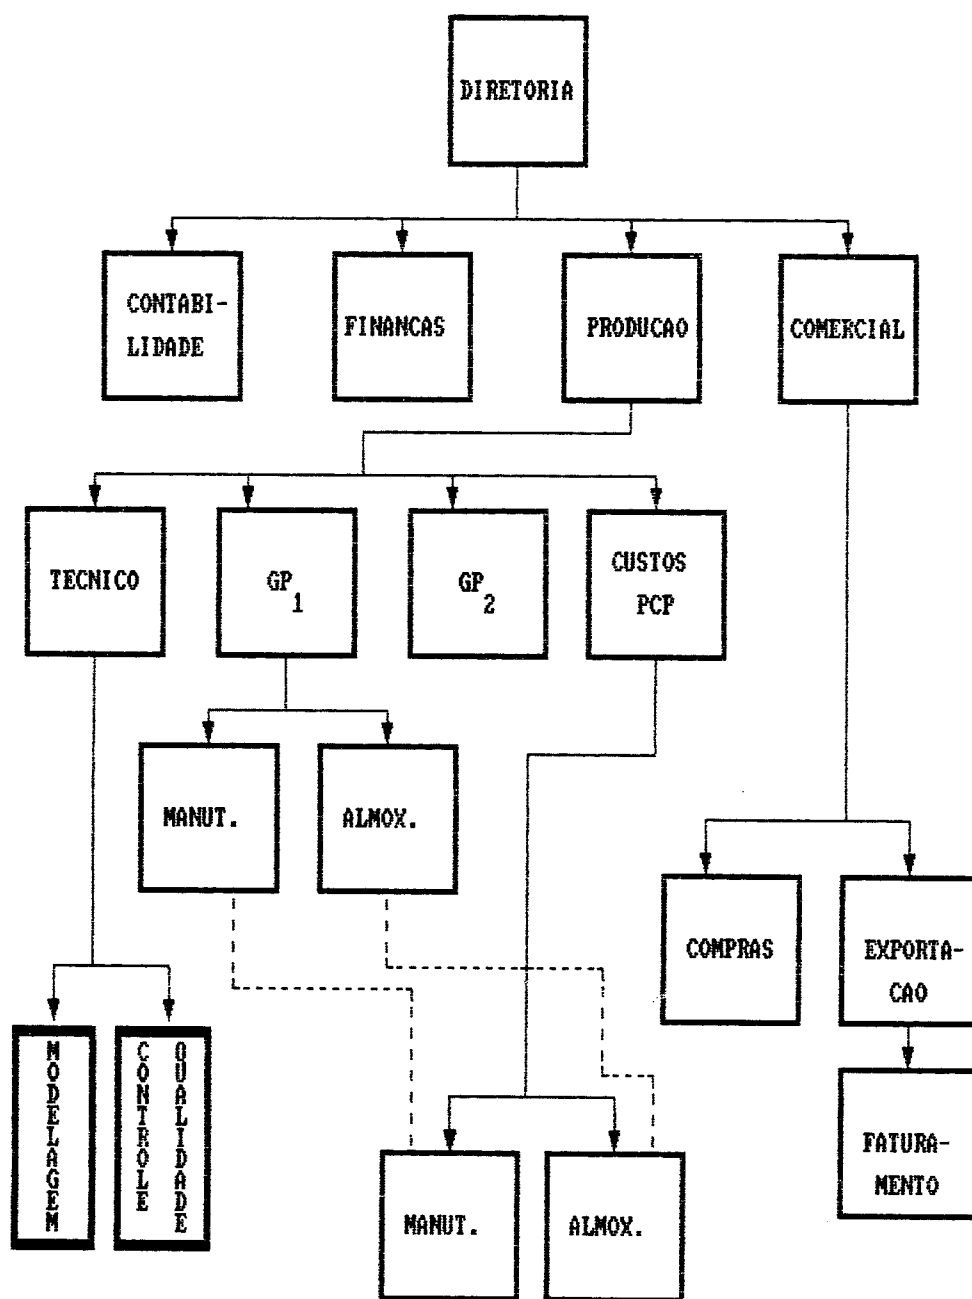 DIRETORIA
CONTABI-
LIDADE
FINANCAS
PRODUCAO
COMERCIAL
TECNICO
GP
1
GP
2
CUSTOS
PCP
MANUT.
ALMOX.
COMPRAS
EXPORTA-
CAO
MODELAGEM
CONTROLE
QUALIDADE
MANUT.
ALMOX.
FATURA-
MENTO